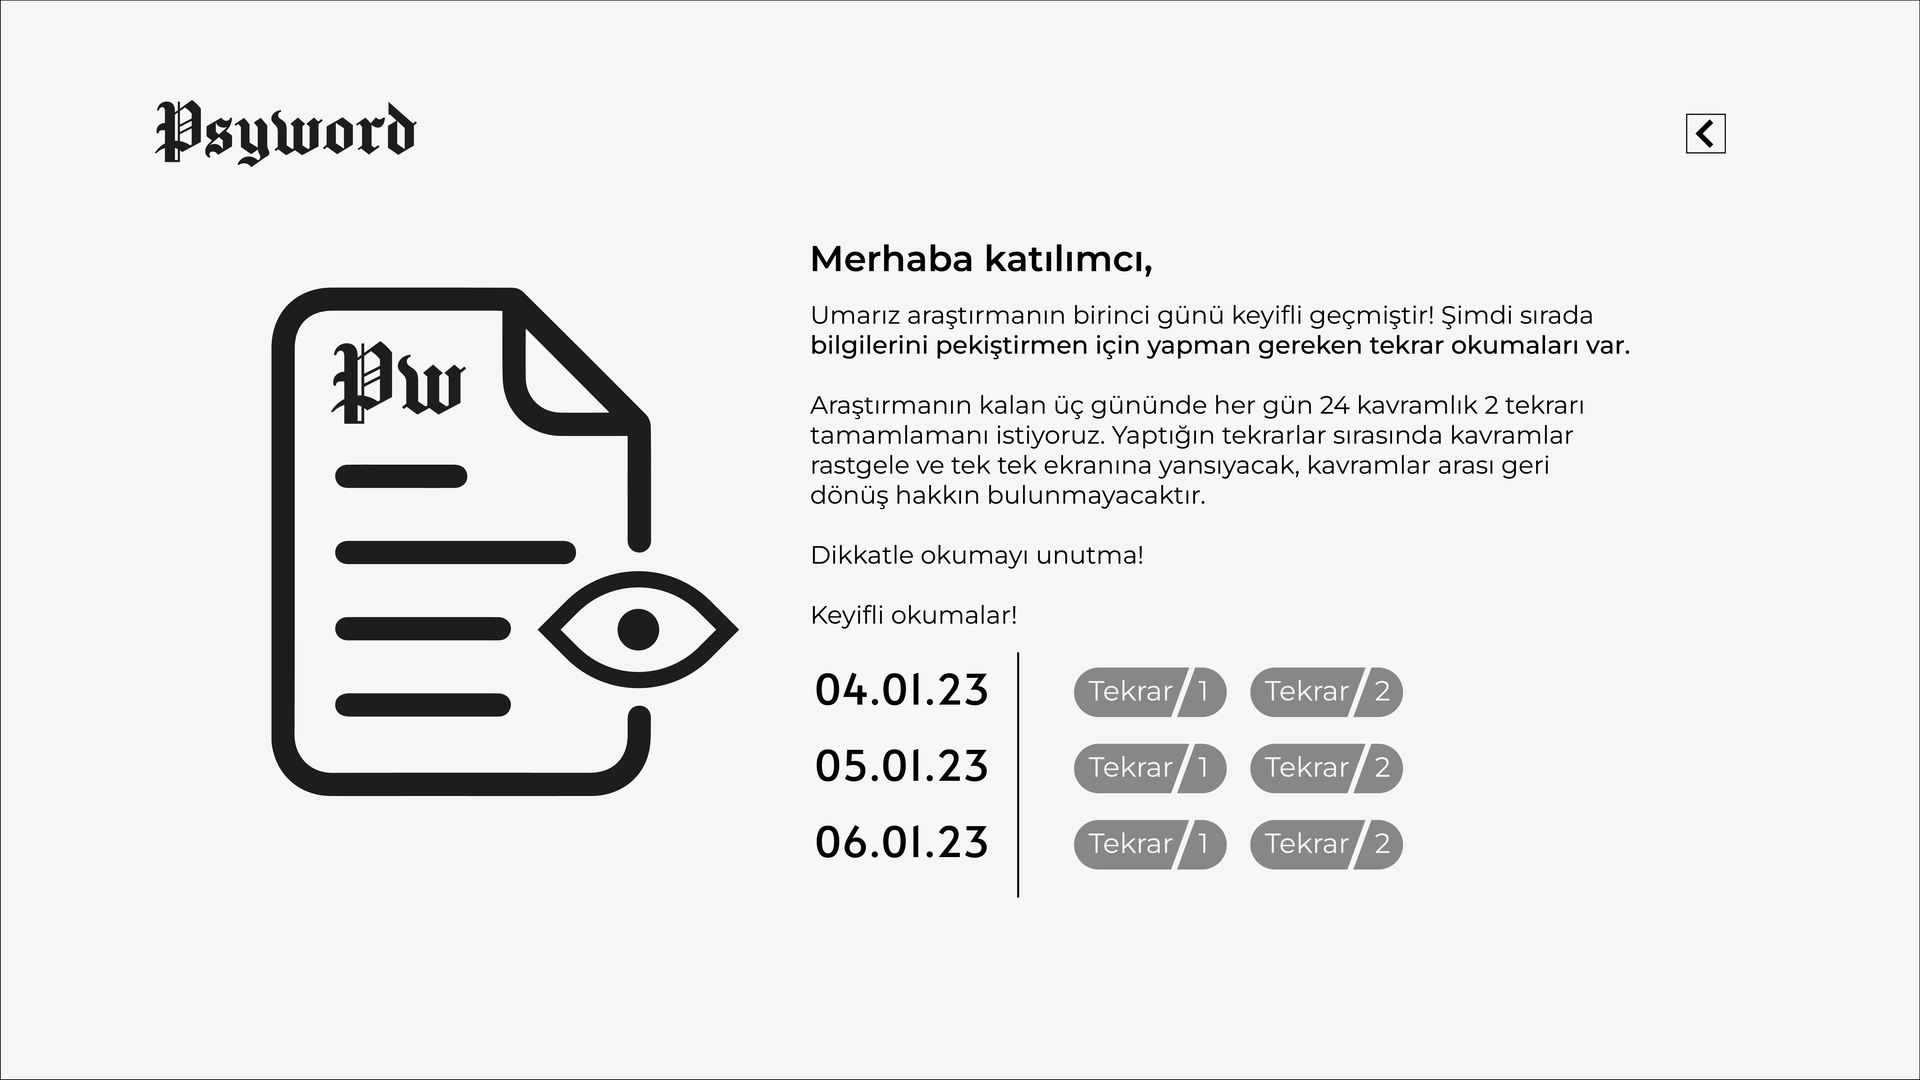 Psyword
Merhaba katılımcı,
Umarız araştırmanın birinci günü keyifli geçmiştir! Şimdi sırada
bilgilerini pekiştirmen için yapman gereken tekrar okumaları var.
Araştırmanın kalan üç gününde her gün 24 kavramlık 2 tekrarı
tamamlamanı istiyoruz. Yaptığın tekrarlar sırasında kavramlar
rastgele ve tek tek ekranına yansıyacak, kavramlar arası geri
dönüş hakkın bulunmayacaktır.
Pw
Dikkatle okumayı unutma!
Keyifli okumalar!
04.01.23 Tekrar/1 Tekrar/2
05.01.23 Tekrar/1 Tekrar/2
06.01.23 Tekrar/1 Tekrar/2